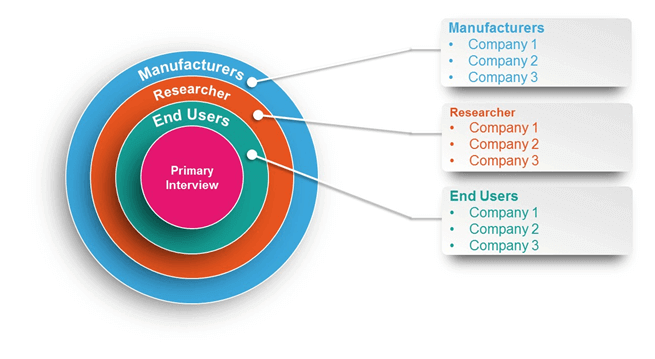 Manufacturers
Researcher
End Users
Primary
Interview
Manufacturers
• Company 1
• Company 2
• Company 3
Researcher
• Company 1
• Company 2
• Company 3
End Users
• Company 1
• Company 2
• Company 3